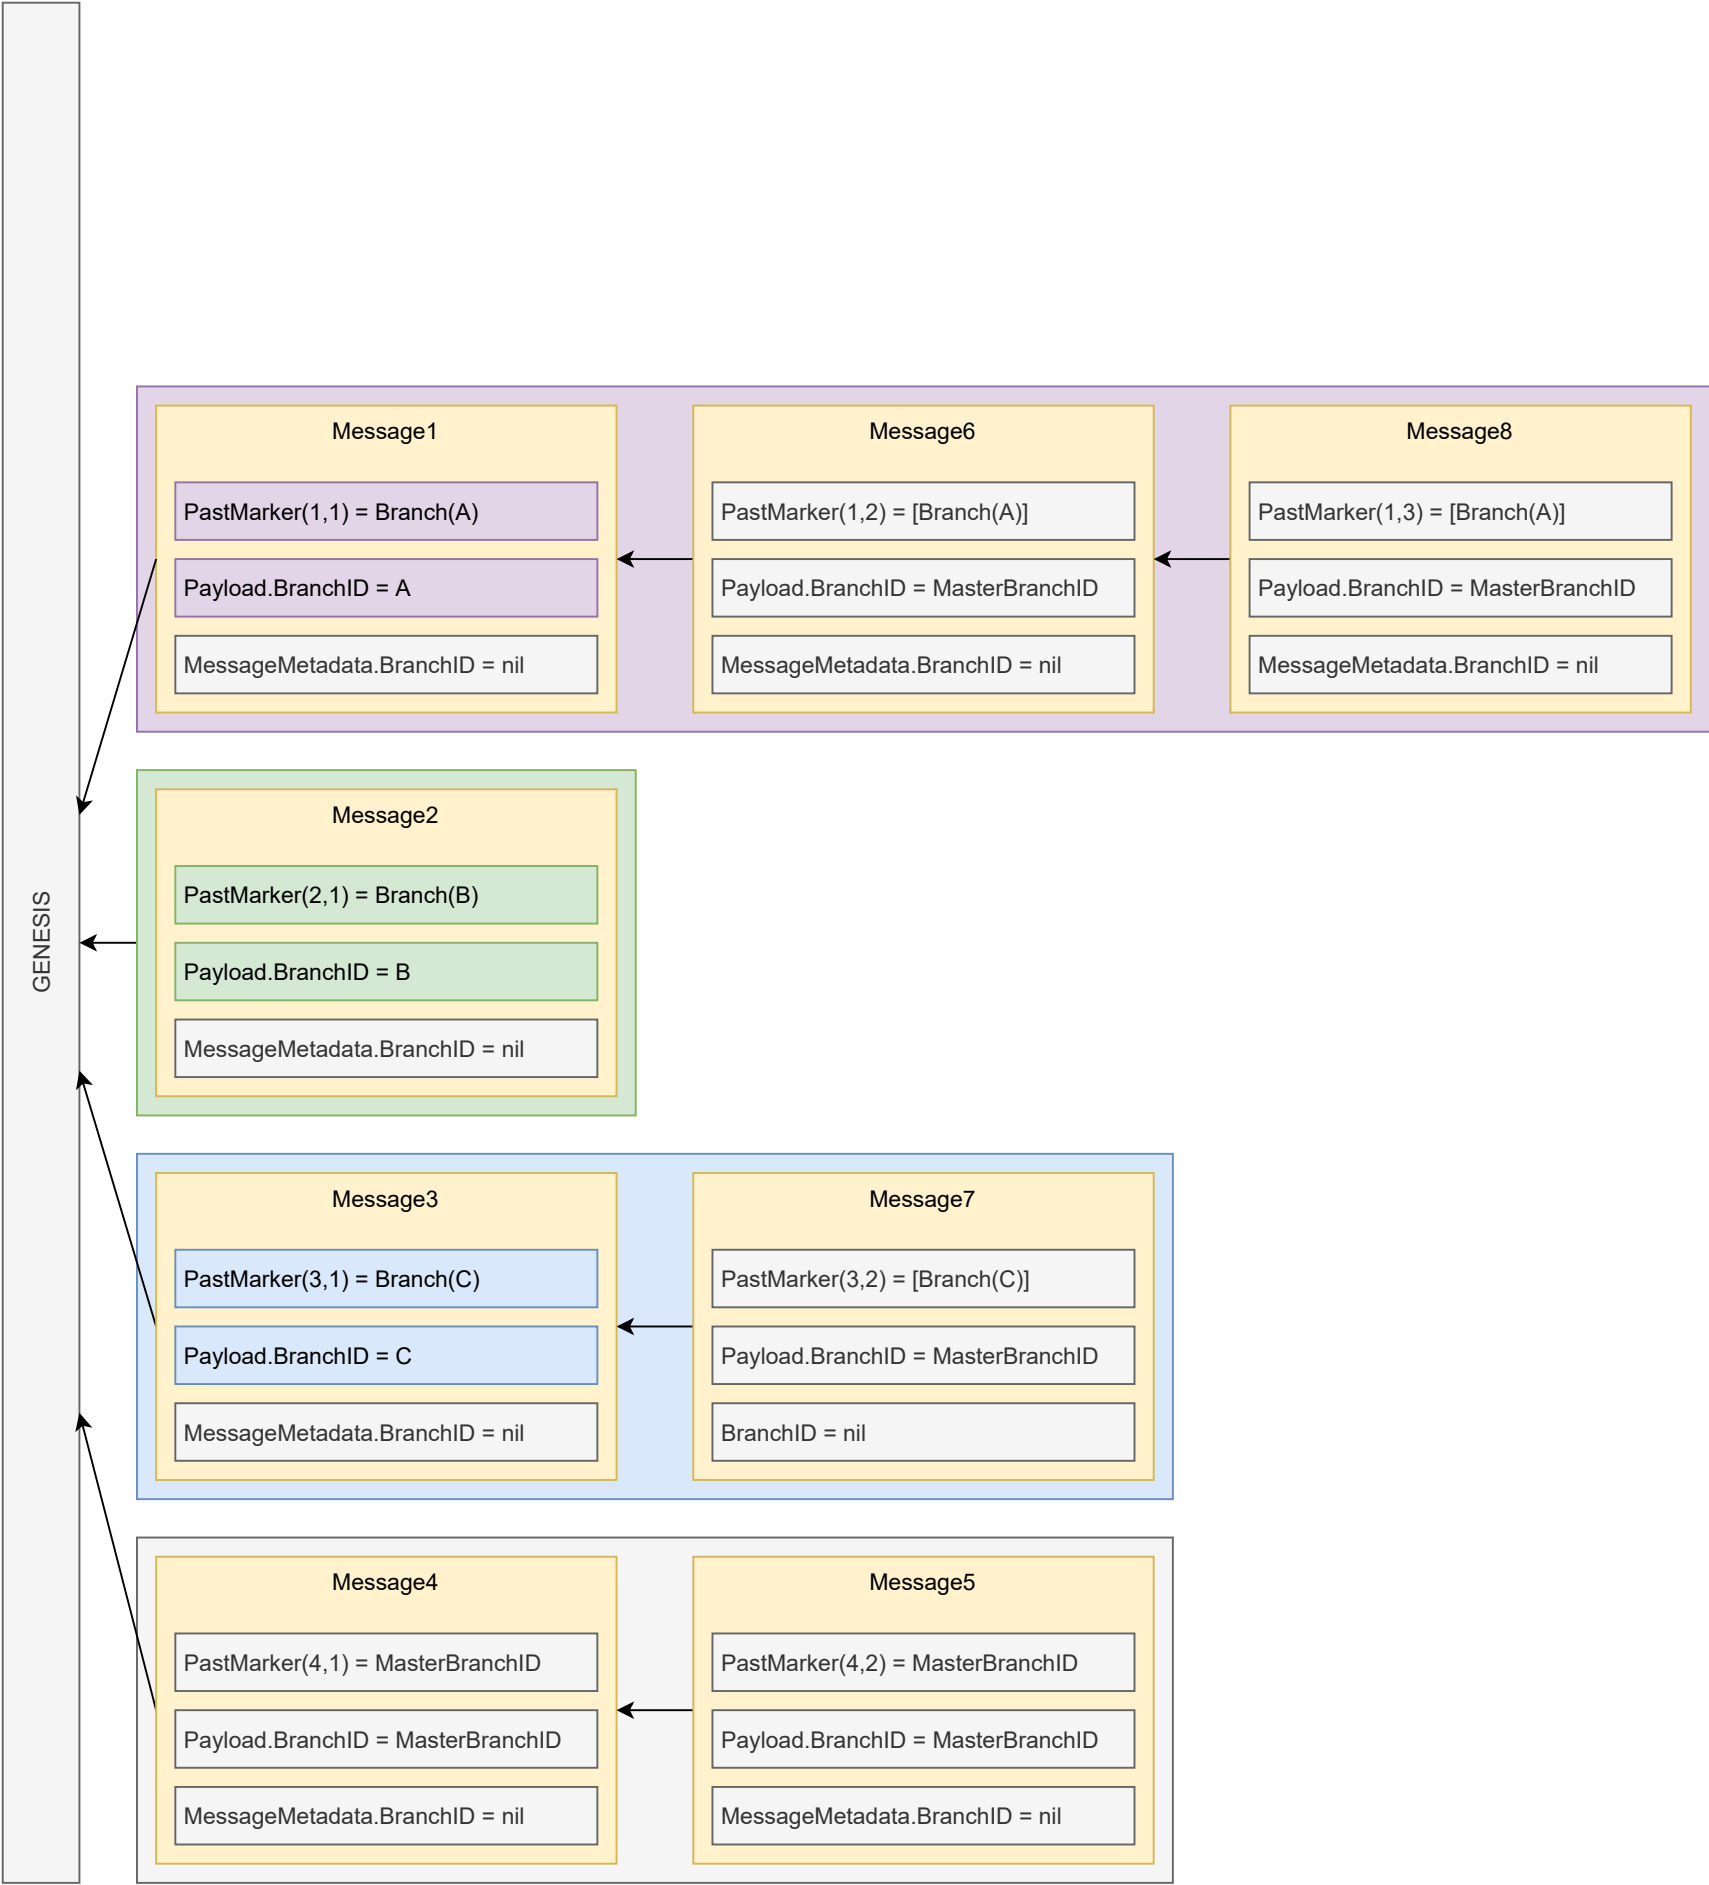 GENESIS
Message1
PastMarker(1,1) = Branch(A)
Payload.BranchID = A
MessageMetadata.BranchID = nil
Message6
PastMarker(1,2) = [Branch(A)]
Payload.BranchID = MasterBranchID
MessageMetadata.BranchID = nil
Message8
PastMarker(1,3) = [Branch(A)]
Payload.BranchID = MasterBranchID
MessageMetadata.BranchID = nil
Message2
PastMarker(2,1) = Branch(B)
Payload.BranchID = B
MessageMetadata.BranchID = nil
Message3
PastMarker(3,1) = Branch(C)
Payload.BranchID = C
MessageMetadata.BranchID = nil
Message7
PastMarker(3,2) = [Branch(C)]
Payload.BranchID = MasterBranchID
BranchID = nil
Message4
PastMarker(4,1) = MasterBranchID
Payload.BranchID = MasterBranchID
MessageMetadata.BranchID = nil
Message5
PastMarker(4,2) = MasterBranchID
Payload.BranchID = MasterBranchID
MessageMetadata.BranchID = nil